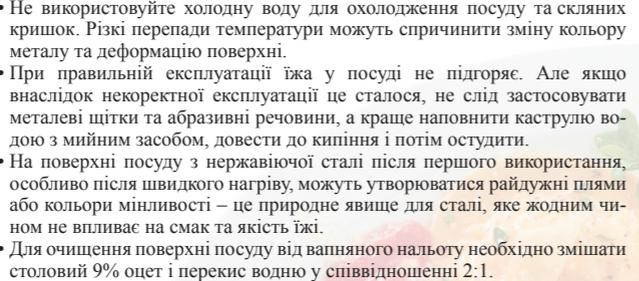 • Не використовуйте холодну воду для охолодження посуду та скляних
кришок. Різкі перепади температури можуть спричинити зміну кольору
металу та деформацію поверхні.
• При правильній експлуатації їжа у посуді не підгоряє. Але якщо
внаслідок некоректної експлуатації це сталося, не слід застосовувати
металеві щітки та абразивні речовини, а краще наповнити каструлю во-
дою з мийним засобом, довести до кипіння і потім остудити.
• На поверхні посуду з нержавіючої сталі після першого використання,
особливо після швидкого нагріву, можуть утворюватися райдужні плями
або кольори мінливості – це природне явище для сталі, яке жодним чи-
ном не впливає на смак та якість їжі.
• Для очищення поверхні посуду від вапняного нальоту необхідно змішати
столовий 9% оцет і перекис водню у співвідношенні 2:1.